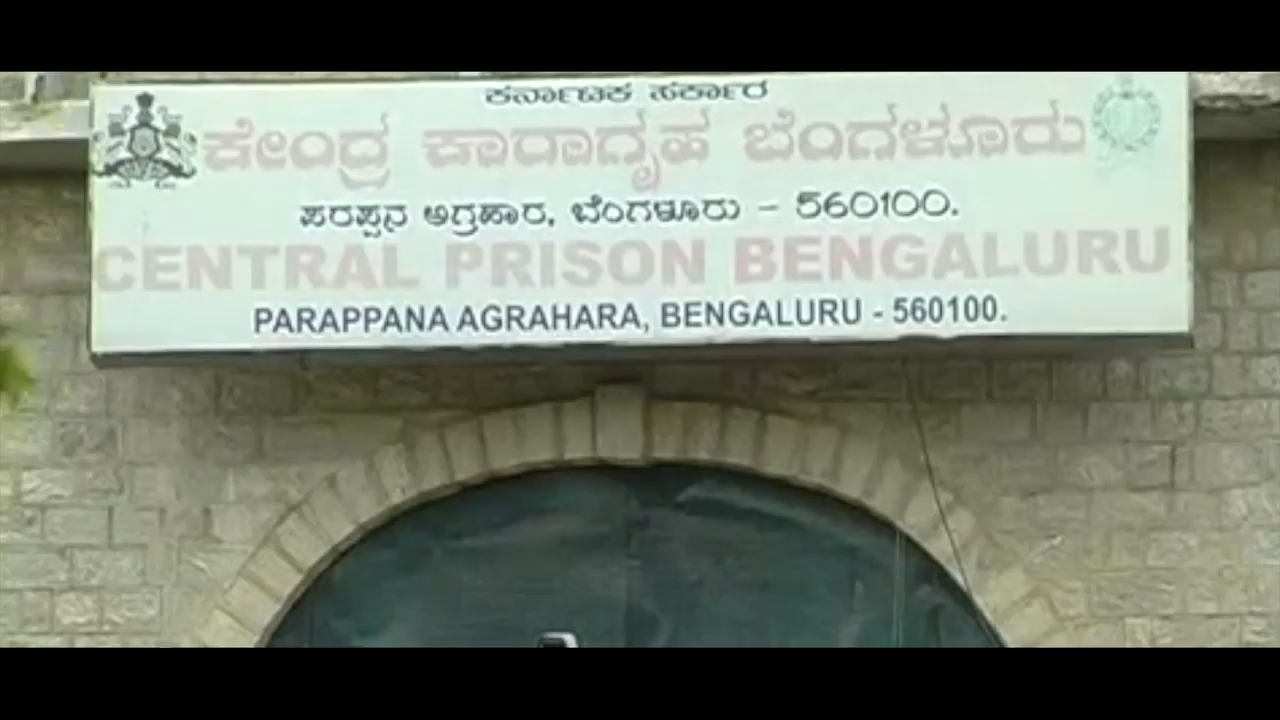 ಕರ್ನಾಟಕ ಸರ್ಕಾರ
ಕೇಂದ್ರ ಕಾರಾಗೃಹ ಬೆಂಗಳೂರು
ಪರಪ್ಪನ ಅಗ್ರಹಾರ, ಬೆಂಗಳೂರು - 560100.
CENTRAL PRISON BENGALURU
PARAPPANA AGRAHARA, BENGALURU - 560100.